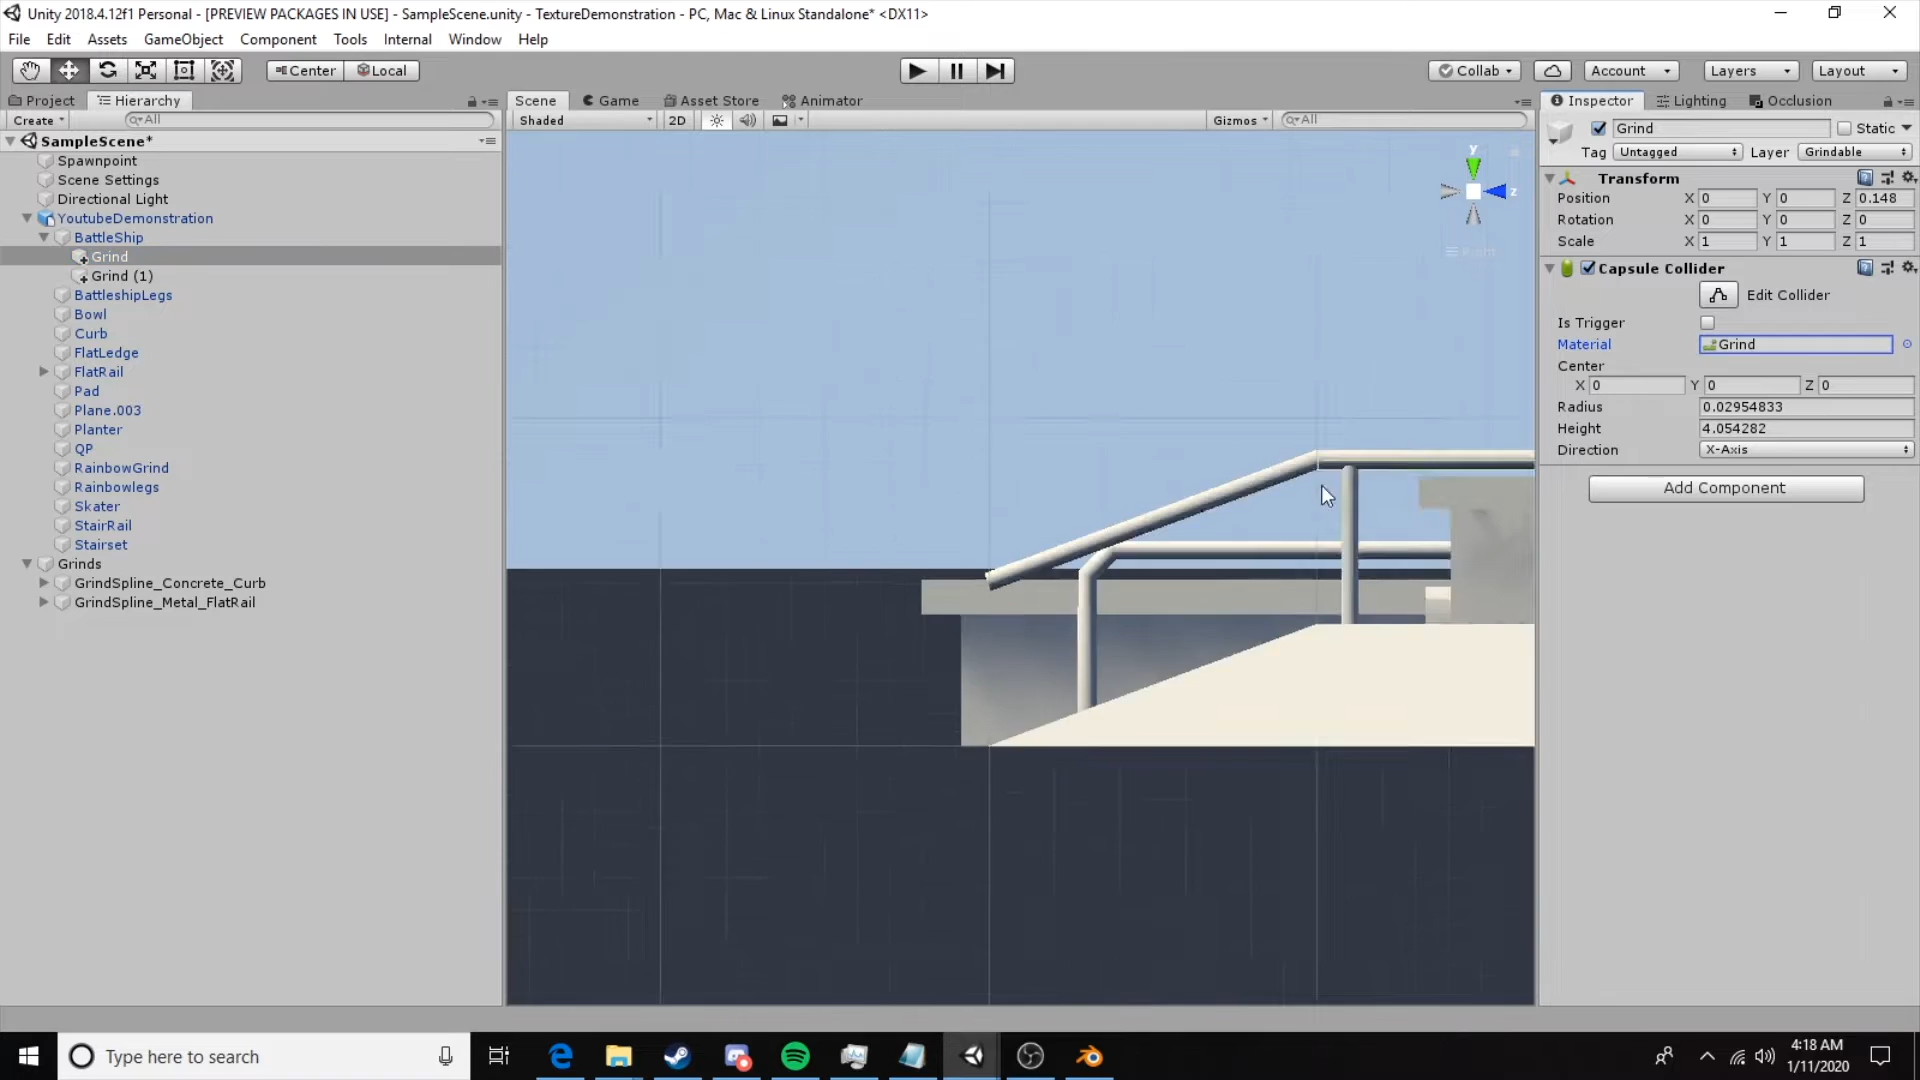 Unity 2018.4.12f1 Personal - [PREVIEW PACKAGES IN USE] - SampleScene.unity - TextureDemonstration - PC, Mac & Linux Standalone* <DX11>
File Edit Assets GameObject Component Tools Internal Window Help
Center Local Collab Account Layers Layout
Project Hierarchy Scene Game Asset Store Animator Inspector Lighting Occlusion
Create All Shaded 2D Gizmos All
Grind Static
Tag Untagged Layer Grindable
Transform
Position X 0 Y 0 Z 0.148
Rotation X 0 Y 0 Z 0
Scale X 1 Y 1 Z 1
Capsule Collider
Edit Collider
Is Trigger
Material Grind
Center
X 0 Y 0 Z 0
Radius 0.02954833
Height 4.054282
Direction X-Axis
Add Component
SampleScene*
Spawnpoint
Scene Settings
Directional Light
YoutubeDemonstration
BattleShip
Grind
Grind (1)
BattleshipLegs
Bowl
Curb
FlatLedge
FlatRail
Pad
Plane.003
Planter
QP
RainbowGrind
Rainbowlegs
Skater
StairRail
Stairset
Grinds
GrindSpline_Concrete_Curb
GrindSpline_Metal_FlatRail
y
z
Right
Type here to search
4:18 AM
1/11/2020